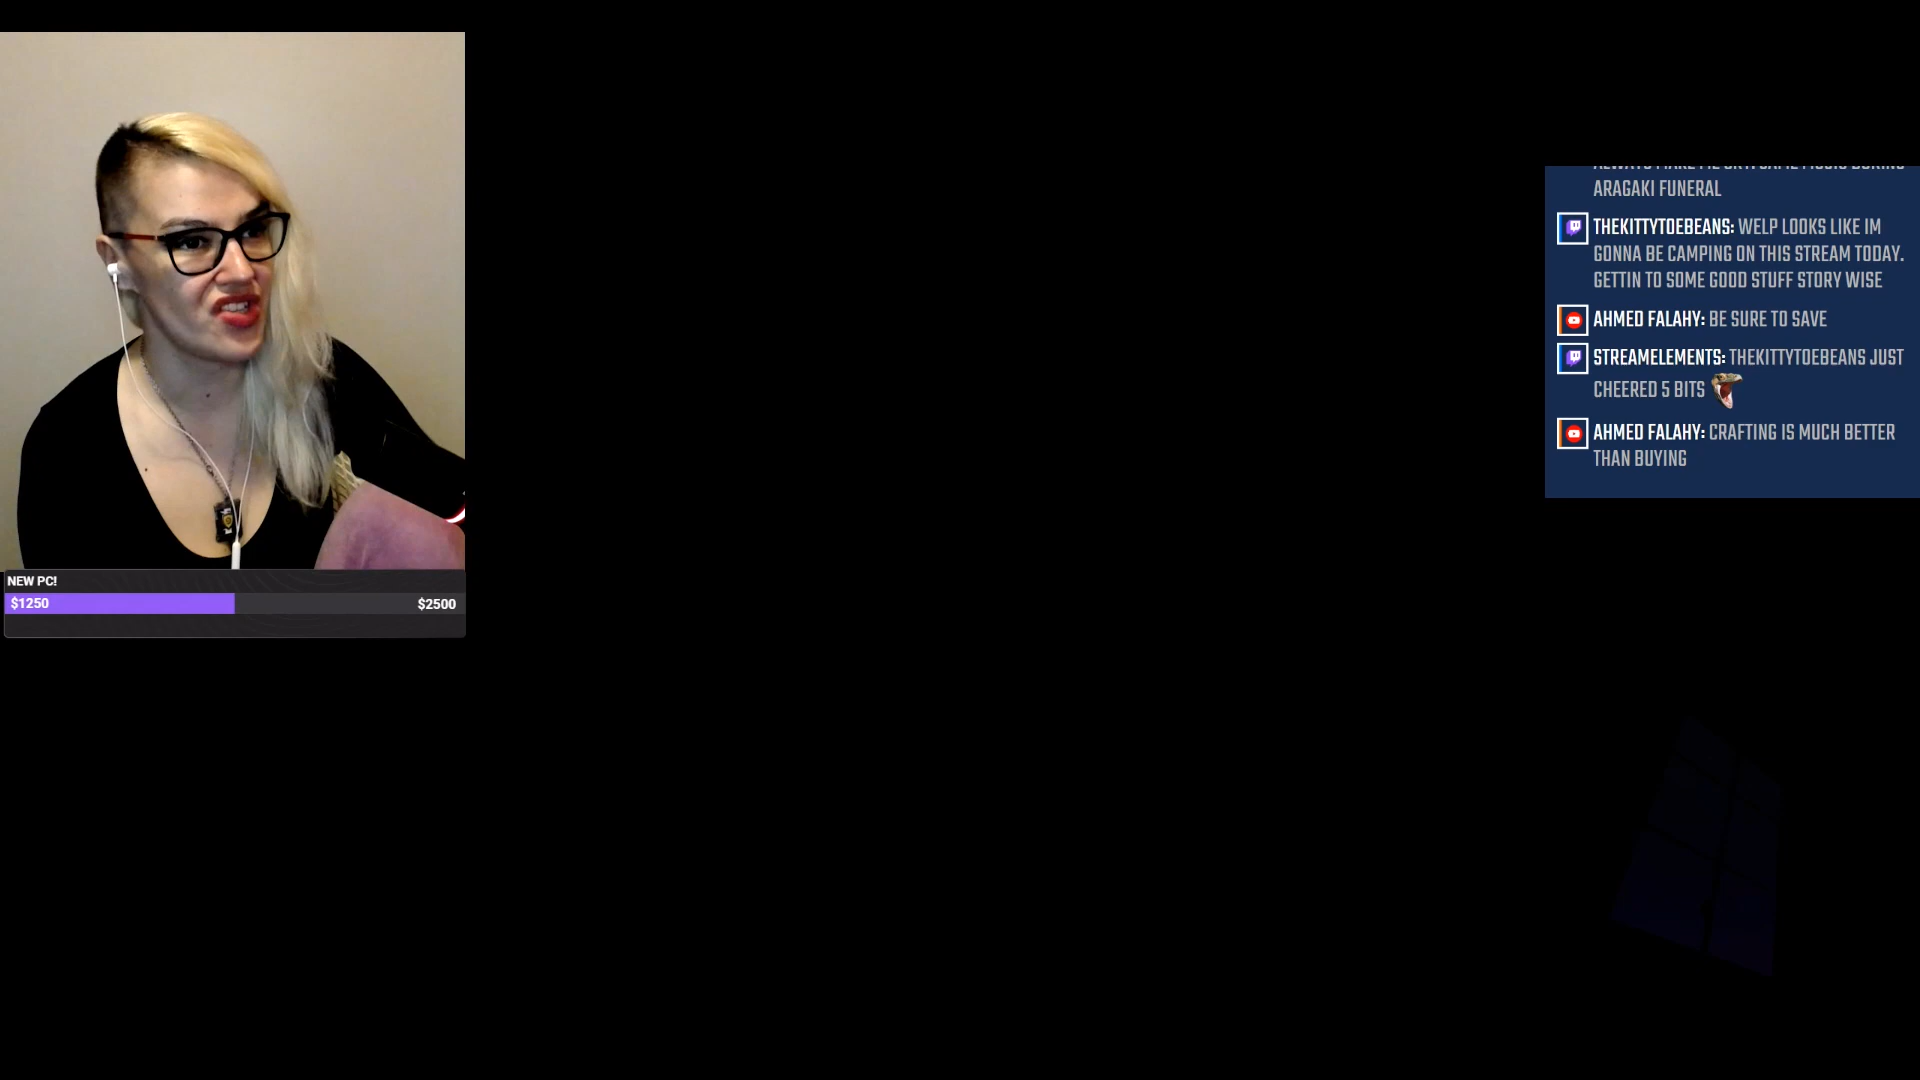 NEW PC!
$1250 $2500
ARAGAKI FUNERAL
THEKITTYTOEBEANS: WELP LOOKS LIKE IM
GONNA BE CAMPING ON THIS STREAM TODAY.
GETTIN TO SOME GOOD STUFF STORY WISE
AHMED FALAHY: BE SURE TO SAVE
STREAMELEMENTS: THEKITTYTOEBEANS JUST
CHEERED 5 BITS
AHMED FALAHY: CRAFTING IS MUCH BETTER
THAN BUYING